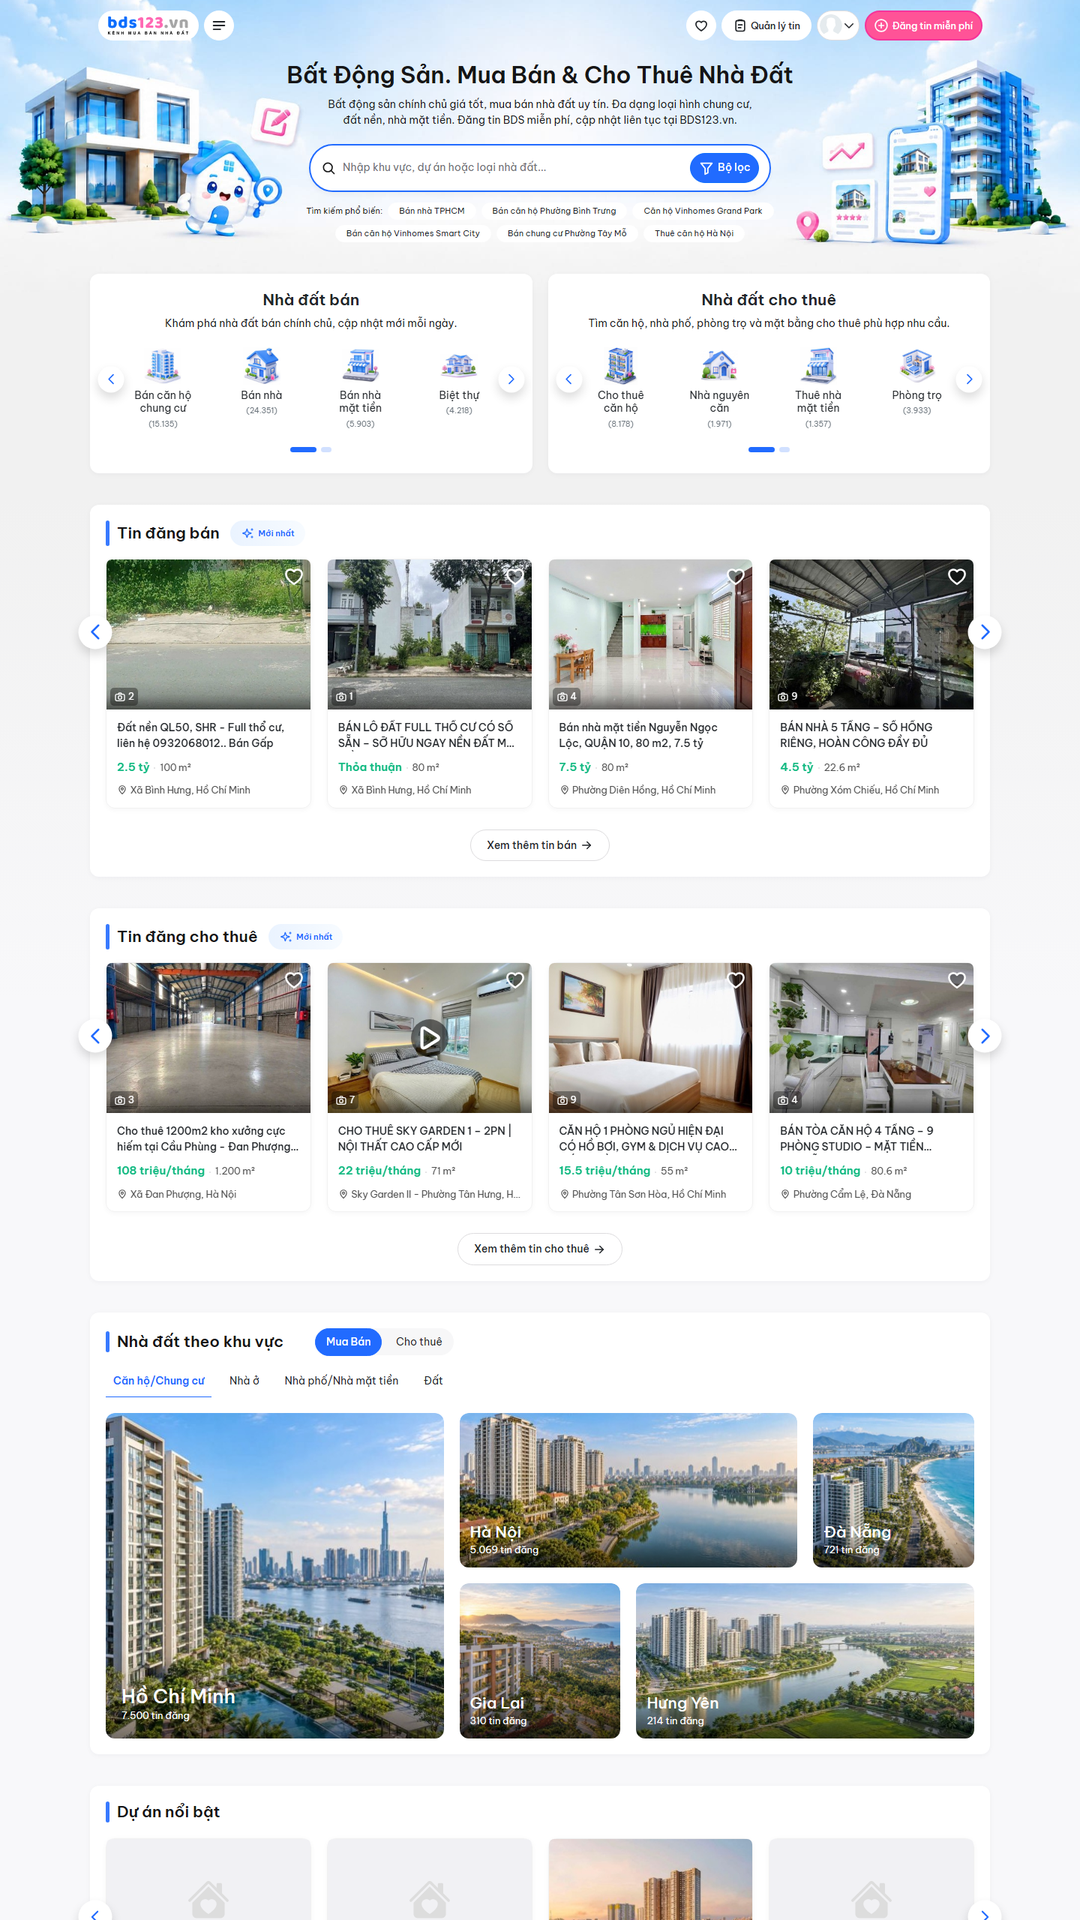 bds123.vn
KÊNH MUA BÁN NHÀ ĐẤT
Quản lý tin
Đăng tin miễn phí
Bất Động Sản. Mua Bán & Cho Thuê Nhà Đất
Bất động sản chính chủ giá tốt, mua bán nhà đất uy tín. Đa dạng loại hình chung cư,
đất nền, nhà mặt tiền. Đăng tin BDS miễn phí, cập nhật liên tục tại BDS123.vn.
Nhập khu vực, dự án hoặc loại nhà đất...
Bộ lọc
Tìm kiếm phổ biến:
Bán nhà TPHCM
Bán căn hộ Phường Bình Trưng
Căn hộ Vinhomes Grand Park
Bán căn hộ Vinhomes Smart City
Bán chung cư Phường Tây Mỗ
Thuê căn hộ Hà Nội
Nhà đất bán
Khám phá nhà đất bán chính chủ, cập nhật mới mỗi ngày.
Bán căn hộ
chung cư
(15.135)
Bán nhà
(24.351)
Bán nhà
mặt tiền
(5.903)
Biệt thự
(4.218)
Nhà đất cho thuê
Tìm căn hộ, nhà phố, phòng trọ và mặt bằng cho thuê phù hợp nhu cầu.
Cho thuê
căn hộ
(8.178)
Nhà nguyên
căn
(1.971)
Thuê nhà
mặt tiền
(1.357)
Phòng trọ
(3.933)
Tin đăng bán
Mới nhất
2
1
4
9
Đất nền QL50, SHR - Full thổ cư,
liên hệ 0932068012.. Bán Gấp
2.5 tỷ · 100 m²
Xã Bình Hưng, Hồ Chí Minh
BÁN LÔ ĐẤT FULL THỔ CƯ CÓ SỔ
SẴN – SỞ HỮU NGAY NỀN ĐẤT M...
Thỏa thuận · 80 m²
Xã Bình Hưng, Hồ Chí Minh
Bán nhà mặt tiền Nguyễn Ngọc
Lộc, QUẬN 10, 80 m2, 7.5 tỷ
7.5 tỷ · 80 m²
Phường Diên Hồng, Hồ Chí Minh
BÁN NHÀ 5 TẦNG – SỔ HỒNG
RIÊNG, HOÀN CÔNG ĐẦY ĐỦ
4.5 tỷ · 22.6 m²
Phường Xóm Chiếu, Hồ Chí Minh
Xem thêm tin bán
Tin đăng cho thuê
Mới nhất
3
7
9
4
Cho thuê 1200m2 kho xưởng cực
hiếm tại Cầu Phùng - Đan Phượng...
108 triệu/tháng · 1.200 m²
Xã Đan Phượng, Hà Nội
CHO THUÊ SKY GARDEN 1 – 2PN |
NỘI THẤT CAO CẤP MỚI
22 triệu/tháng · 71 m²
Sky Garden II - Phường Tân Hưng, H...
CĂN HỘ 1 PHÒNG NGỦ HIỆN ĐẠI
CÓ HỒ BƠI, GYM & DỊCH VỤ CAO...
15.5 triệu/tháng · 55 m²
Phường Tân Sơn Hòa, Hồ Chí Minh
BÁN TÒA CĂN HỘ 4 TẦNG – 9
PHÒNG STUDIO – MẶT TIỀN...
10 triệu/tháng · 80.6 m²
Phường Cẩm Lệ, Đà Nẵng
Xem thêm tin cho thuê
Nhà đất theo khu vực
Mua Bán
Cho thuê
Căn hộ/Chung cư
Nhà ở
Nhà phố/Nhà mặt tiền
Đất
Hồ Chí Minh
7.500 tin đăng
Hà Nội
5.069 tin đăng
Đà Nẵng
721 tin đăng
Gia Lai
310 tin đăng
Hưng Yên
214 tin đăng
Dự án nổi bật